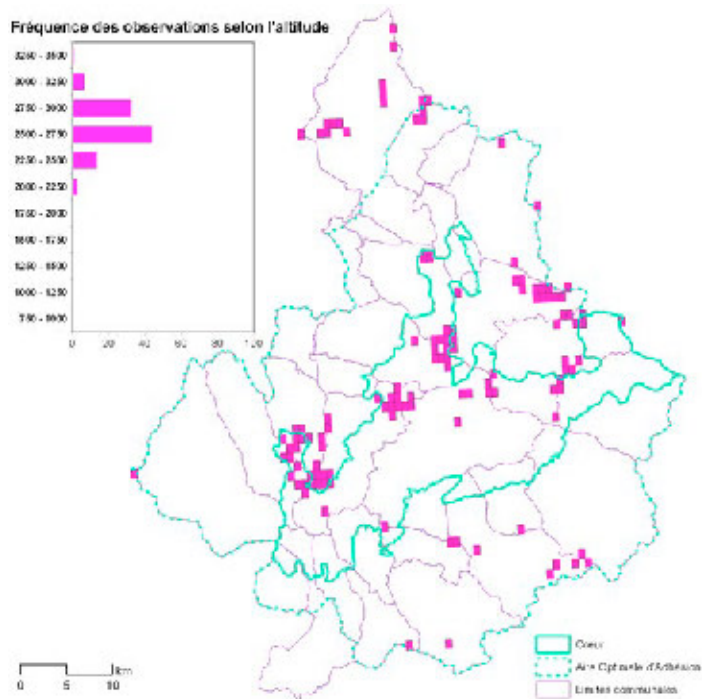 Fréquence des observations selon l'altitude
3250 - 3500
3000 - 3250
2750 - 3000
2500 - 2750
2250 - 2500
2000 - 2250
1750 - 2000
1500 - 1750
1250 - 1500
1000 - 1250
750 - 1000
0 20 40 60 80 100
0 5 10 km
Coeur
Aire Optimale d'Adhésion
Limites communales